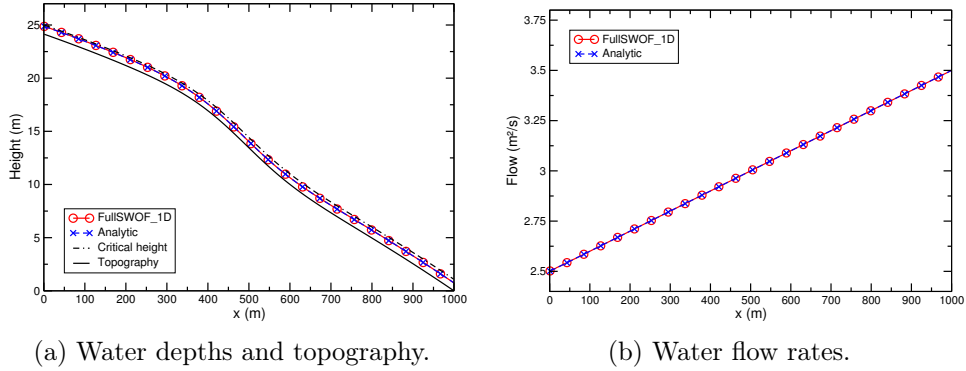 25
20
15
10
5
0
Height (m)
FullSWOF_1D
Analytic
Critical height
Topography
0 100 200 300 400 500 600 700 800 900 1000
x (m)
(a) Water depths and topography.
3.75
3.5
3.25
3
2.75
2.5
Flow (m²/s)
FullSWOF_1D
Analytic
0 100 200 300 400 500 600 700 800 900 1000
x (m)
(b) Water flow rates.